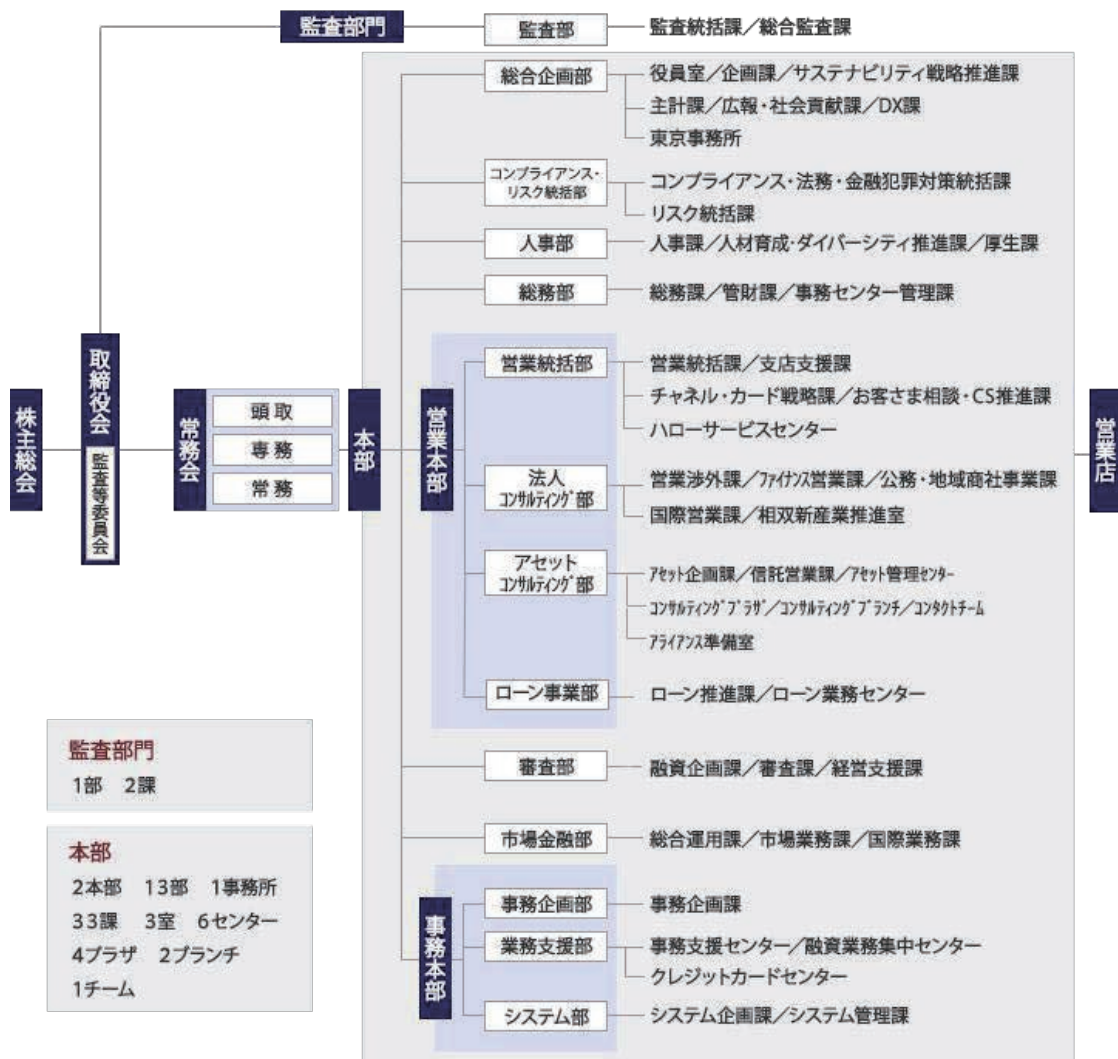 監査部門
監査部
監査統括課／総合監査課
総合企画部
役員室／企画課／サステナビリティ戦略推進課
主計課／広報・社会貢献課／DX課
東京事務所
コンプライアンス・
リスク統括部
コンプライアンス・法務・金融犯罪対策統括課
リスク統括課
人事部
人事課／人材育成・ダイバーシティ推進課／厚生課
総務部
総務課／管財課／事務センター管理課
株主総会
取締役会
監査等委員会
常務会
頭取
専務
常務
本部
営業本部
営業統括部
営業統括課／支店支援課
チャネル・カード戦略課／お客さま相談・CS推進課
ハローサービスセンター
法人
ｺﾝｻﾙﾃｨﾝｸﾞ部
営業渉外課／ﾌｧｲﾅﾝｽ営業課／公務・地域商社事業課
国際営業課／相双新産業推進室
アセット
ｺﾝｻﾙﾃｨﾝｸﾞ部
ｱｾｯﾄ企画課／信託営業課／ｱｾｯﾄ管理ｾﾝﾀｰ
ｺﾝｻﾙﾃｨﾝｸﾞﾌﾟﾗｻﾞ／ｺﾝｻﾙﾃｨﾝｸﾞﾌﾞﾗﾝﾁ／ｺﾝﾀｸﾄﾁｰﾑ
ｱﾗｲｱﾝｽ準備室
ローン事業部
ローン推進課／ローン業務センター
営業店
審査部
融資企画課／審査課／経営支援課
市場金融部
総合運用課／市場業務課／国際業務課
事務本部
事務企画部
事務企画課
業務支援部
事務支援センター／融資業務集中センター
クレジットカードセンター
システム部
システム企画課／システム管理課
監査部門
1部 2課
本部
2本部 13部 1事務所
33課 3室 6センター
4プラザ 2ブランチ
1チーム